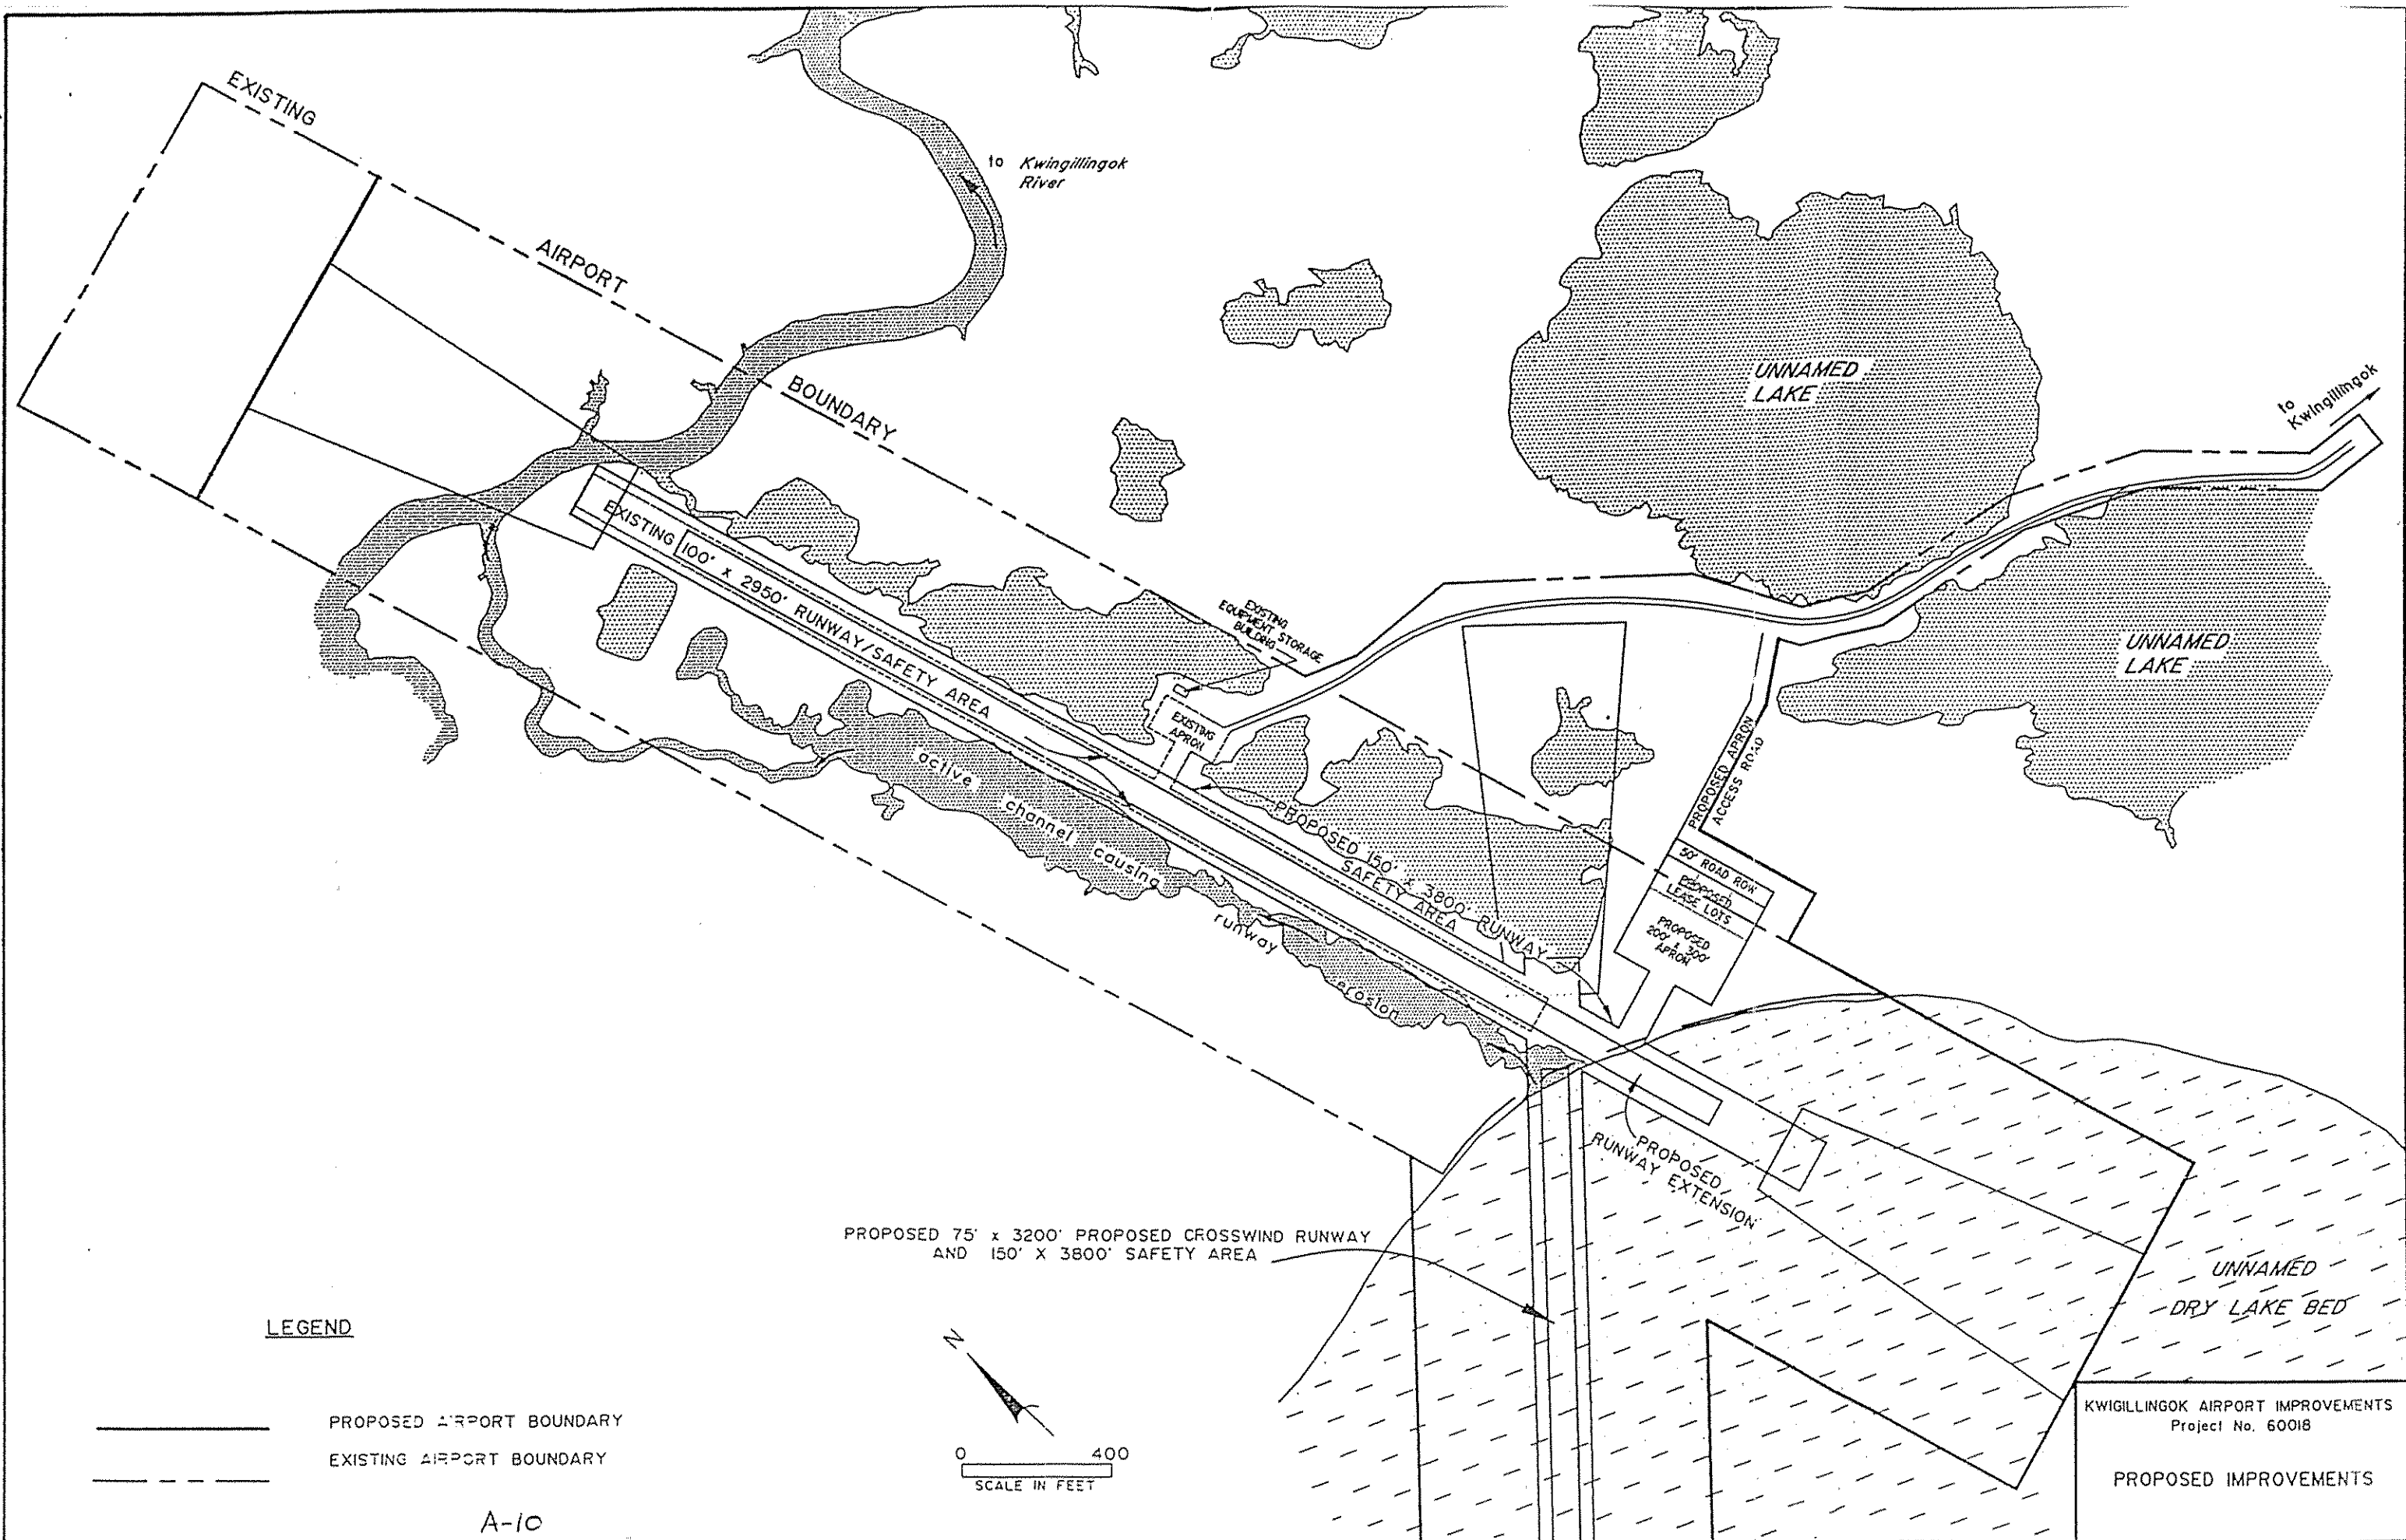 EXISTING
AIRPORT
BOUNDARY
to Kwingillingok
River
UNNAMED
LAKE
to
Kwingillingok
UNNAMED
LAKE
EXISTING 100' x 2950' RUNWAY/SAFETY AREA
EXISTING
EQUIPMENT STORAGE
BUILDING
EXISTING
APRON
active channel causing runway erosion
PROPOSED 150' x 3800' RUNWAY
SAFETY AREA
PROPOSED APRON
ACCESS ROAD
50' ROAD ROW
PROPOSED
LEASE LOTS
PROPOSED
200' x 300'
APRON
PROPOSED
RUNWAY EXTENSION
PROPOSED 75' x 3200' PROPOSED CROSSWIND RUNWAY
AND 150' X 3800' SAFETY AREA
UNNAMED
DRY LAKE BED
LEGEND
PROPOSED AIRPORT BOUNDARY
EXISTING AIRPORT BOUNDARY
N
0 400
SCALE IN FEET
KWIGILLINGOK AIRPORT IMPROVEMENTS
Project No. 60018
PROPOSED IMPROVEMENTS
A-10